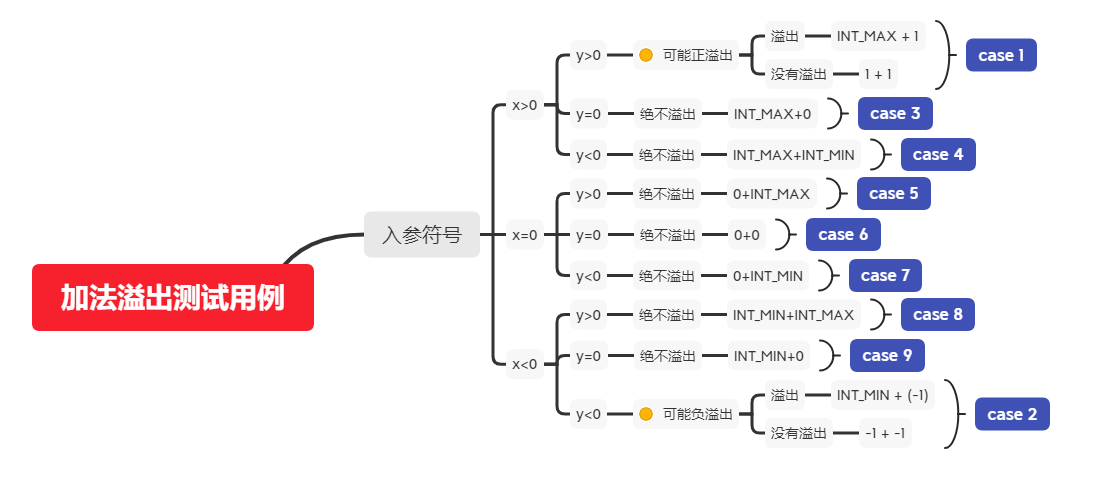 加法溢出测试用例
入参符号
x>0
y>0
可能正溢出
溢出
INT_MAX + 1
没有溢出
1 + 1
case 1
y=0
绝不溢出
INT_MAX+0
case 3
y<0
绝不溢出
INT_MAX+INT_MIN
case 4
x=0
y>0
绝不溢出
0+INT_MAX
case 5
y=0
绝不溢出
0+0
case 6
y<0
绝不溢出
0+INT_MIN
case 7
x<0
y>0
绝不溢出
INT_MIN+INT_MAX
case 8
y=0
绝不溢出
INT_MIN+0
case 9
y<0
可能负溢出
溢出
INT_MIN + (-1)
没有溢出
-1 + -1
case 2